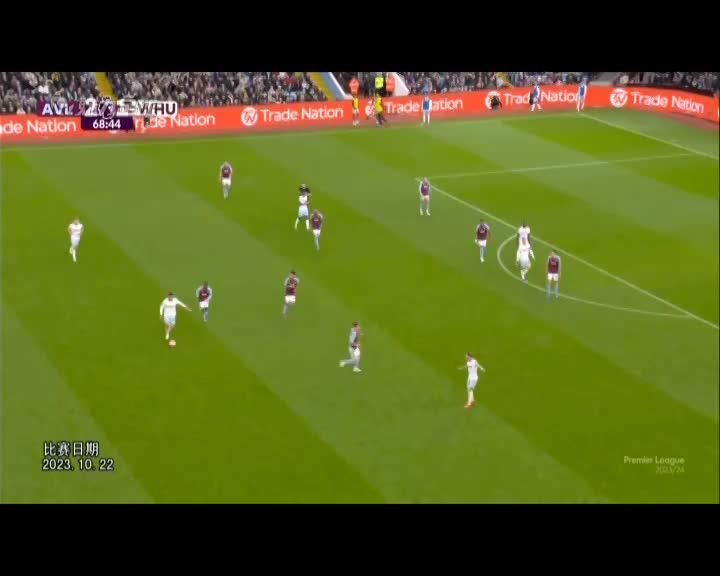 AVL 2
WHU
68:44
Trade Nation
Trade Nation
Trade Nation
Trade Nation
Trade Nation
比赛日期
2023.10.22
Premier League
2023/24